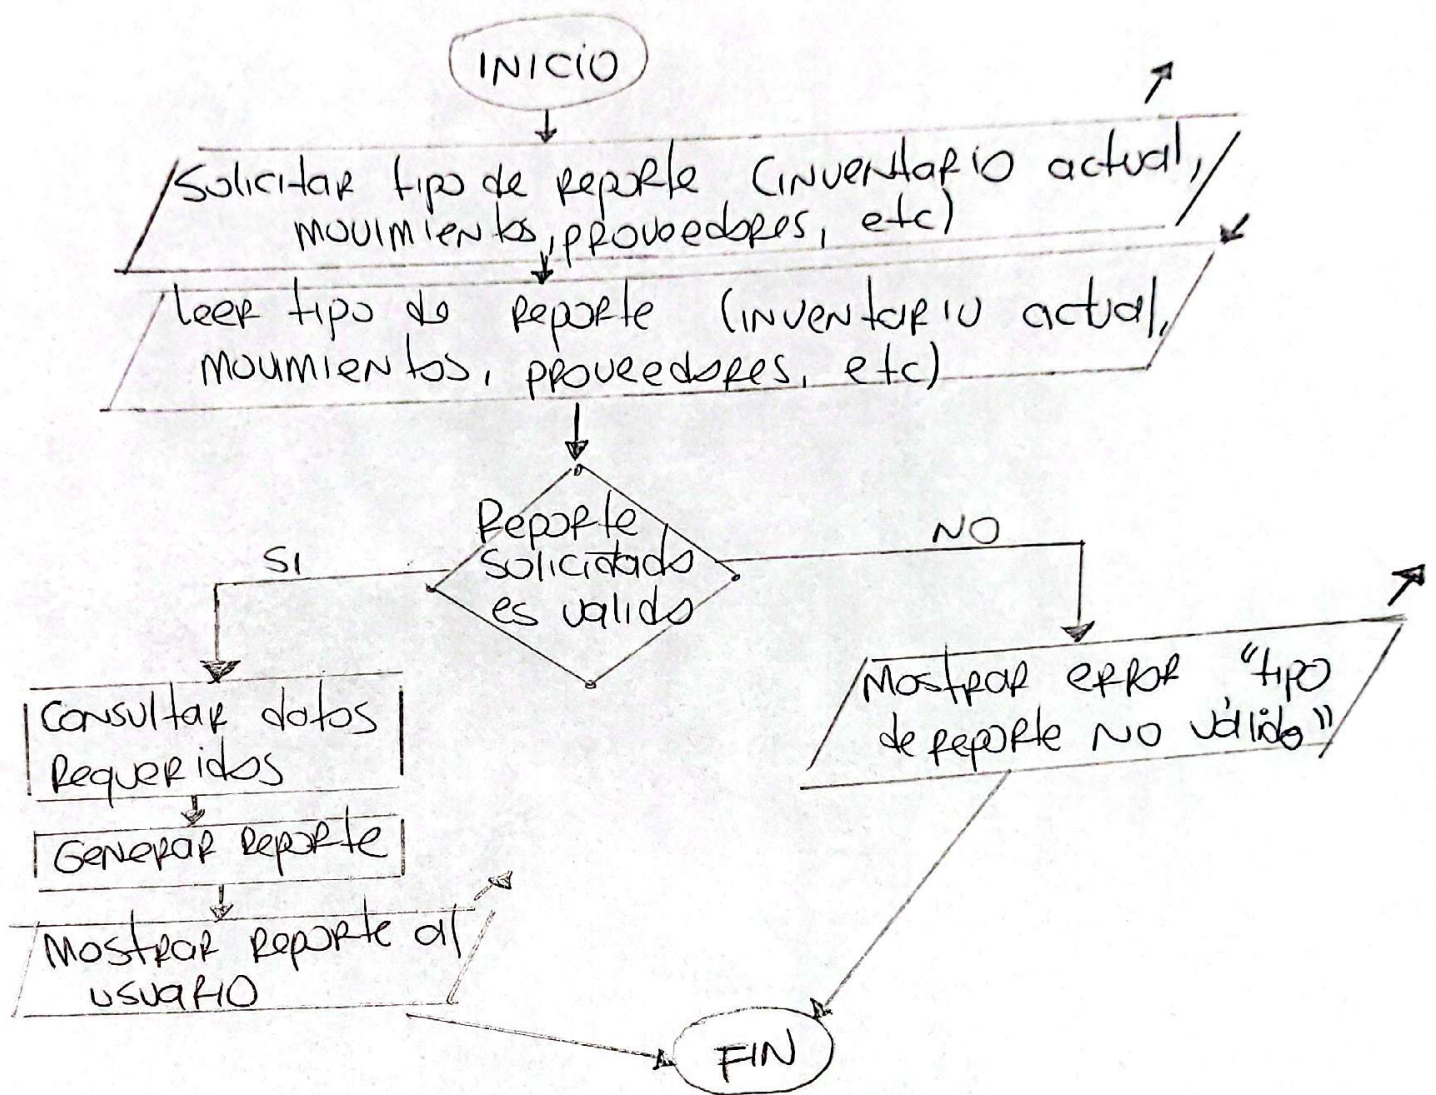 INICIO
Solicitar tipo de reporte (inventario actual,
movimientos, proveedores, etc)
leer tipo de reporte (inventario actual,
movimientos, proveedores, etc)
Reporte
solicitado
es valido
SI
NO
Consultar datos
Requeridos
Mostrar error "tipo
de reporte NO válido"
Generar Reporte
Mostrar reporte al
usuario
FIN